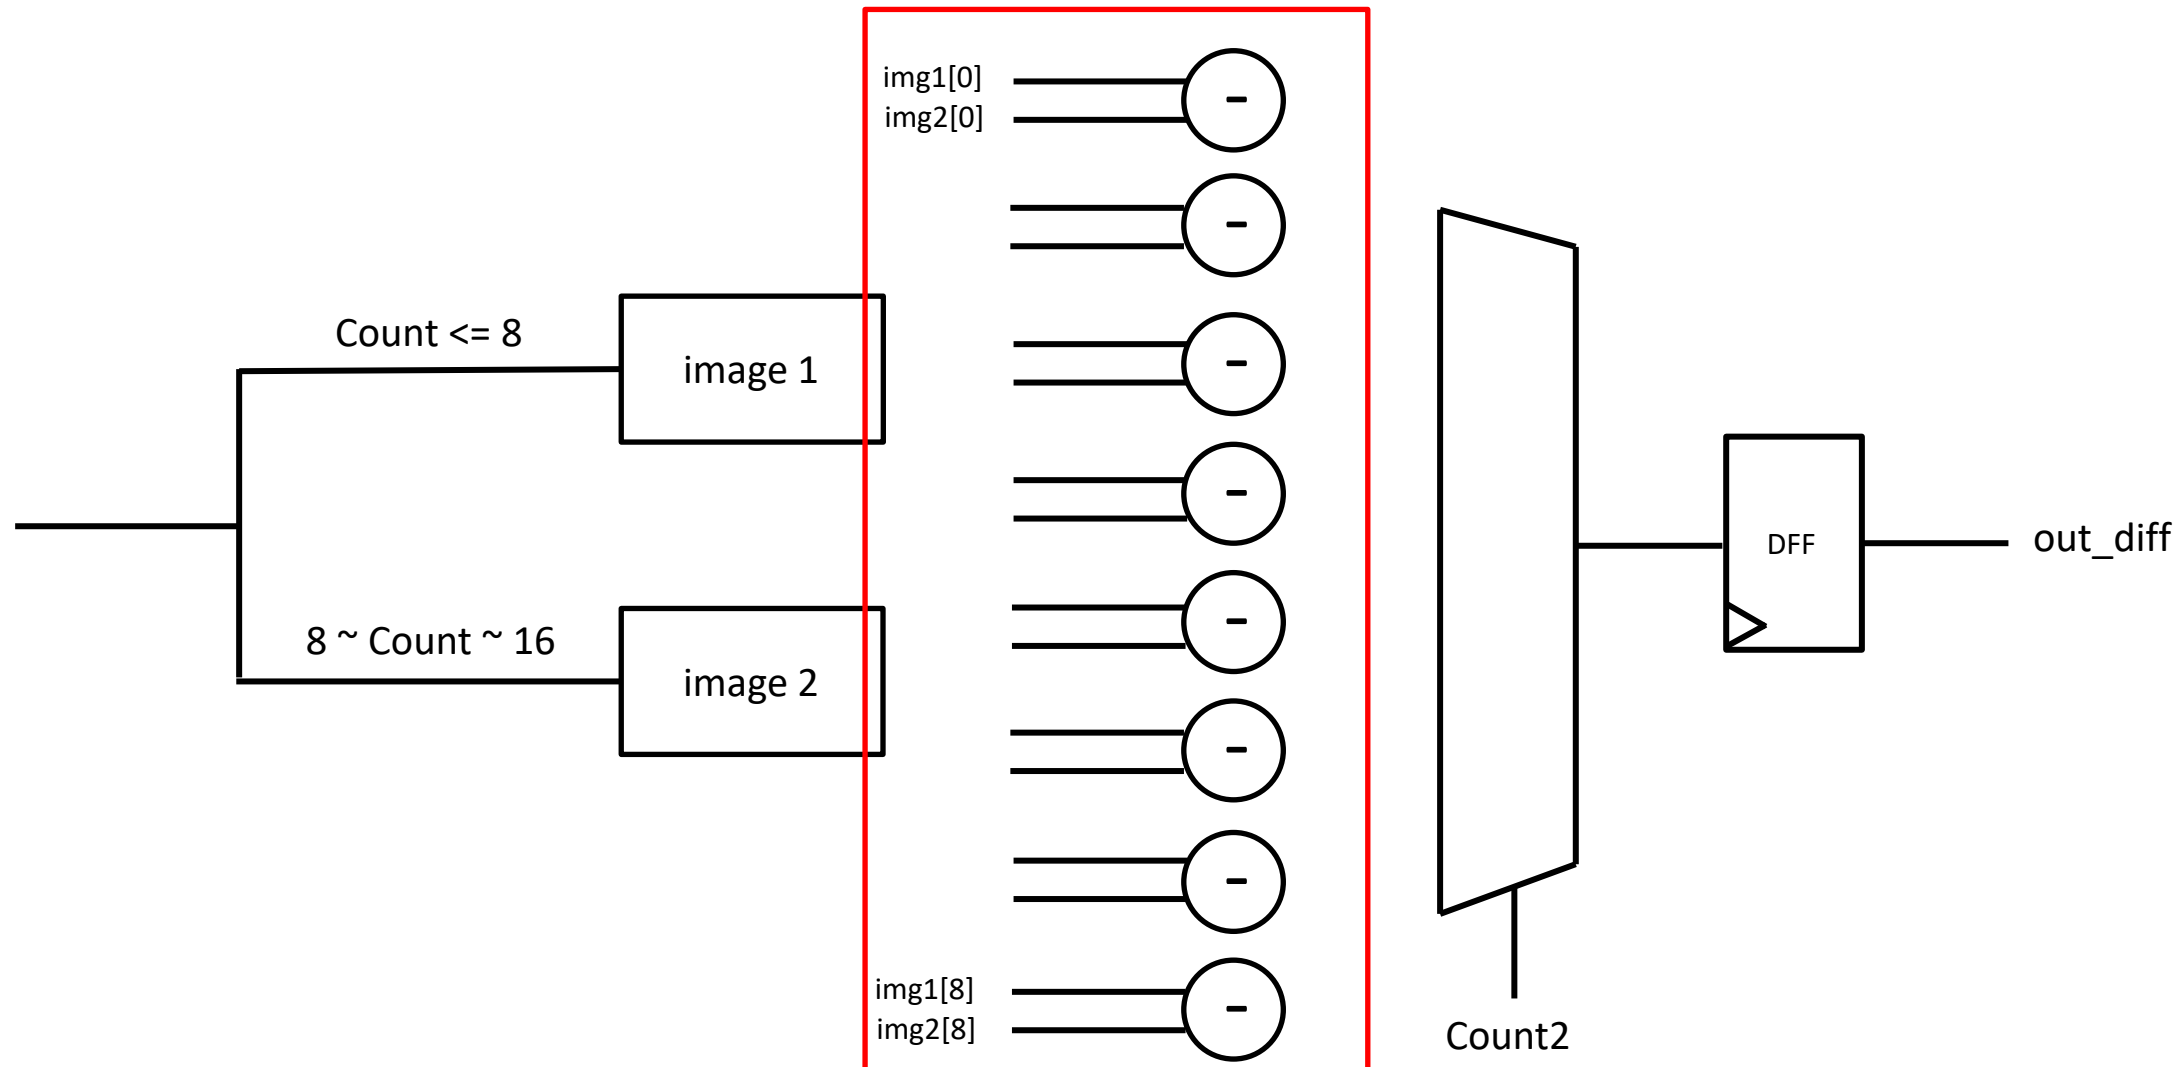 img1[0]
img2[0]
-
-
Count <= 8
image 1
-
-
DFF
out_diff
-
8 ~ Count ~ 16
image 2
-
-
img1[8]
img2[8]
-
Count2